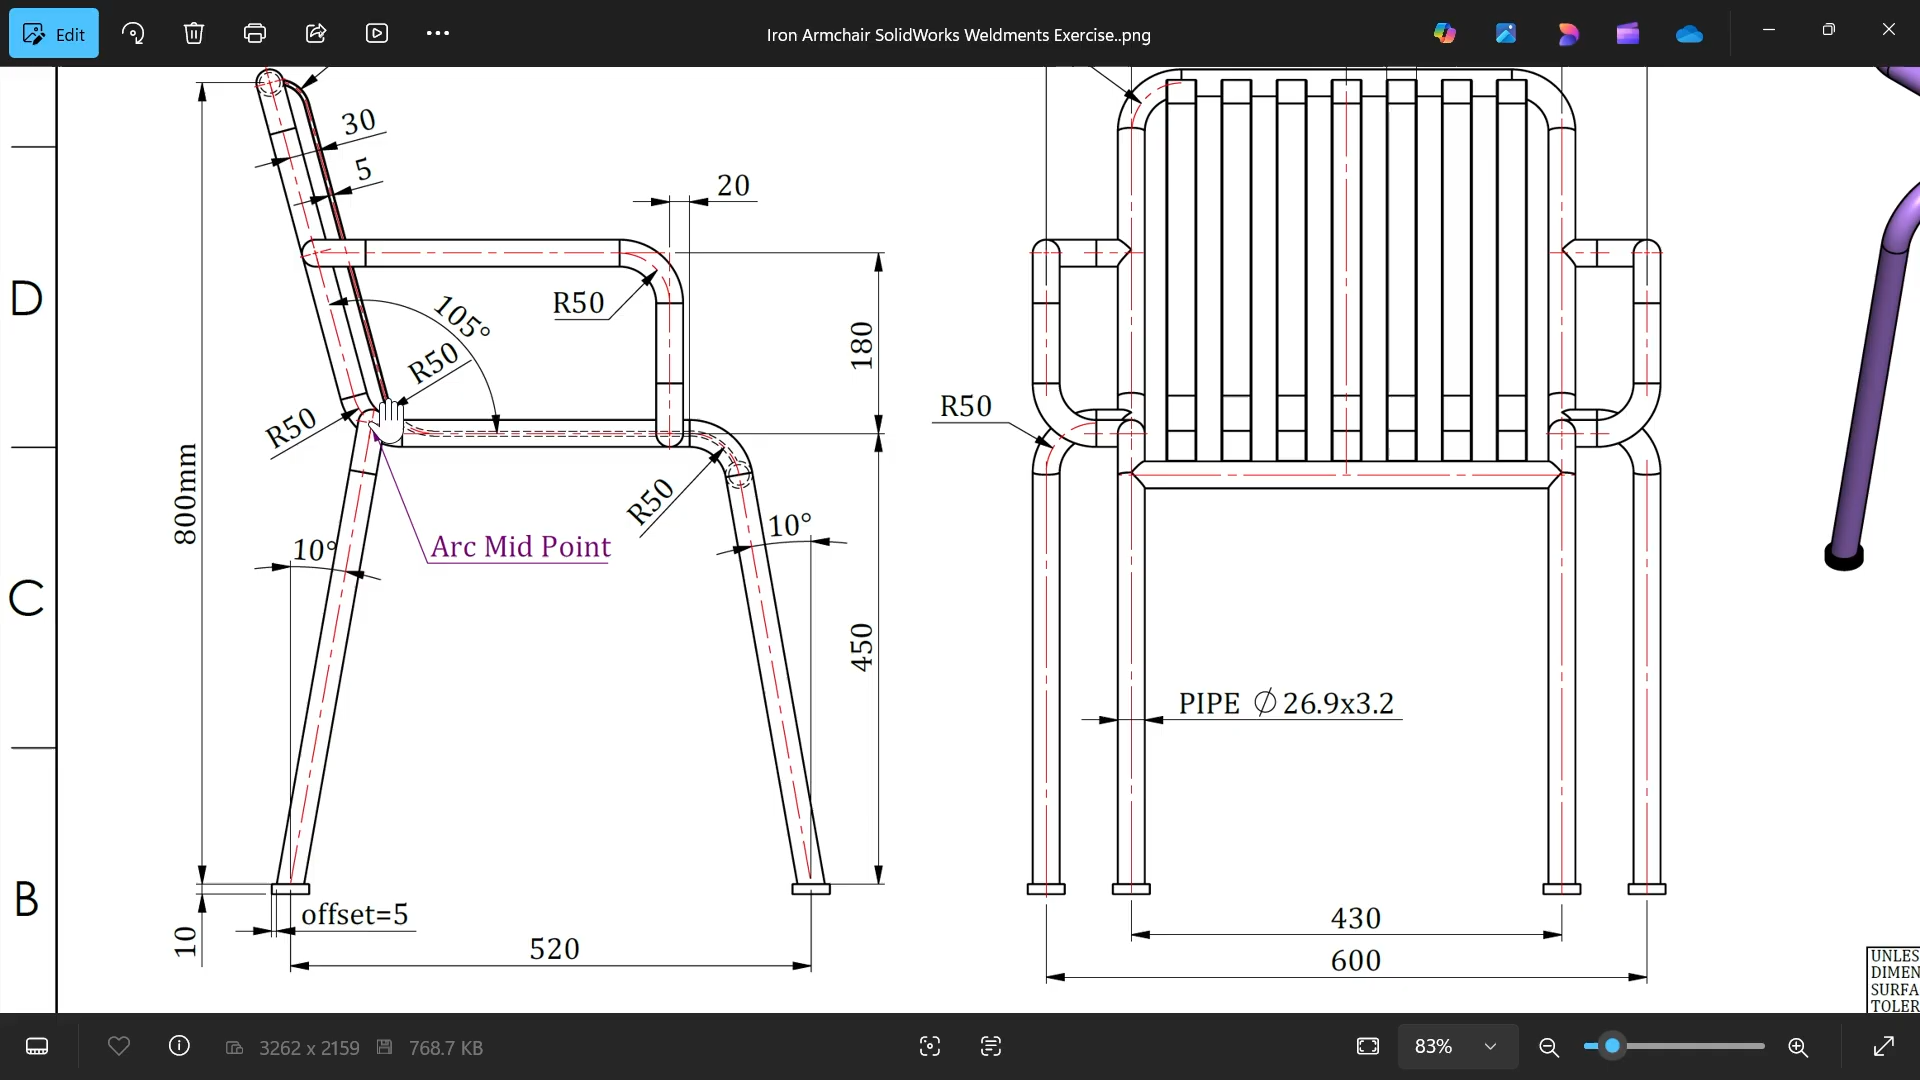 Edit
Iron Armchair SolidWorks Weldments Exercise..png
30
5
20
R50
105°
R50
180
R50
R50
D
800mm
R50
10°
10°
Arc Mid Point
C
450
PIPE ∅ 26.9x3.2
B
offset=5
10
520
430
600
UNLES
DIMEN
SURFA
TOLER
3262 x 2159
768.7 KB
83%